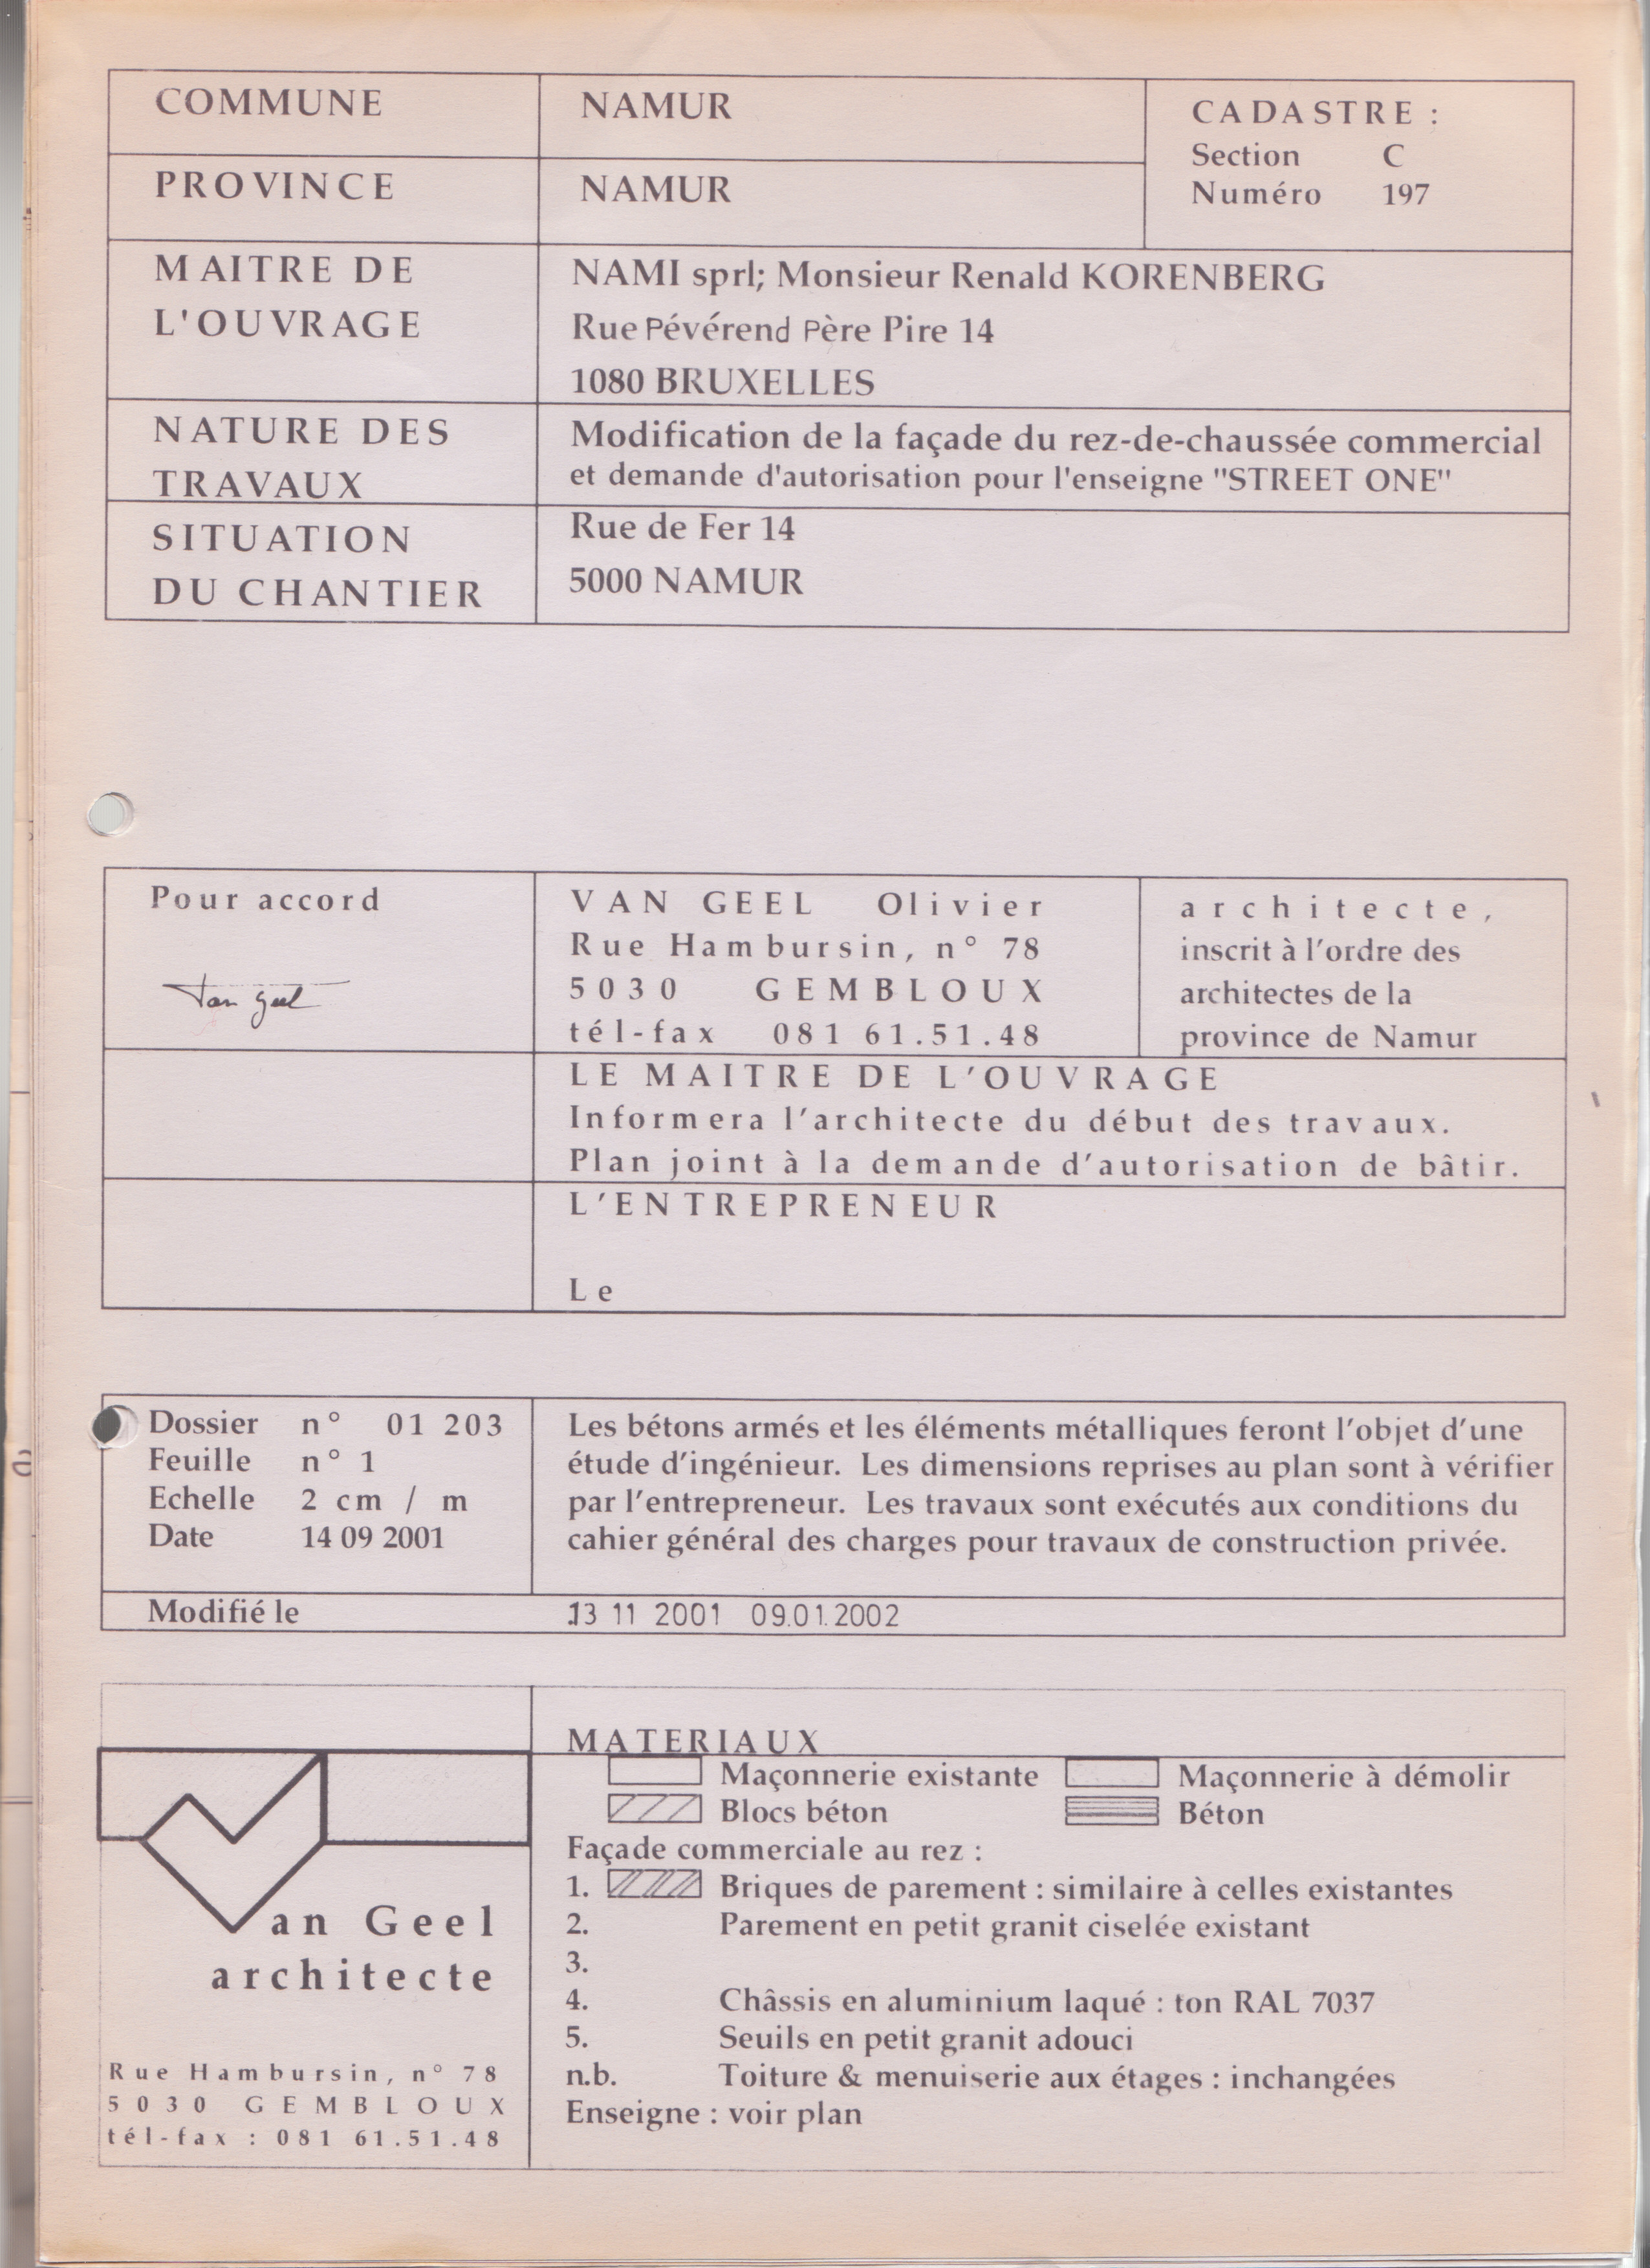 COMMUNE NAMUR CADASTRE :
Section C
Numéro 197
PROVINCE NAMUR
MAITRE DE L'OUVRAGE
NAMI sprl; Monsieur Renald KORENBERG
Rue Pévérend Père Pire 14
1080 BRUXELLES
NATURE DES TRAVAUX
Modification de la façade du rez-de-chaussée commercial
et demande d'autorisation pour l'enseigne "STREET ONE"
SITUATION DU CHANTIER
Rue de Fer 14
5000 NAMUR
Pour accord
Van Geel
VAN GEEL Olivier
Rue Hambursin, n° 78
5030 GEMBLOUX
tél-fax 081 61.51.48
architecte,
inscrit à l'ordre des
architectes de la
province de Namur
LE MAITRE DE L'OUVRAGE
Informera l'architecte du début des travaux.
Plan joint à la demande d'autorisation de bâtir.
L'ENTREPRENEUR
Le
Dossier n° 01 203
Feuille n° 1
Echelle 2 cm / m
Date 14 09 2001
Les bétons armés et les éléments métalliques feront l'objet d'une
étude d'ingénieur. Les dimensions reprises au plan sont à vérifier
par l'entrepreneur. Les travaux sont exécutés aux conditions du
cahier général des charges pour travaux de construction privée.
Modifié le 13 11 2001 09.01.2002
an Geel
architecte
Rue Hambursin, n° 78
5030 GEMBLOUX
tél-fax : 081 61.51.48
MATERIAUX
Maçonnerie existante Maçonnerie à démolir
Blocs béton Béton
Façade commerciale au rez :
1. Briques de parement : similaire à celles existantes
2. Parement en petit granit ciselée existant
3.
4. Châssis en aluminium laqué : ton RAL 7037
5. Seuils en petit granit adouci
n.b. Toiture & menuiserie aux étages : inchangées
Enseigne : voir plan